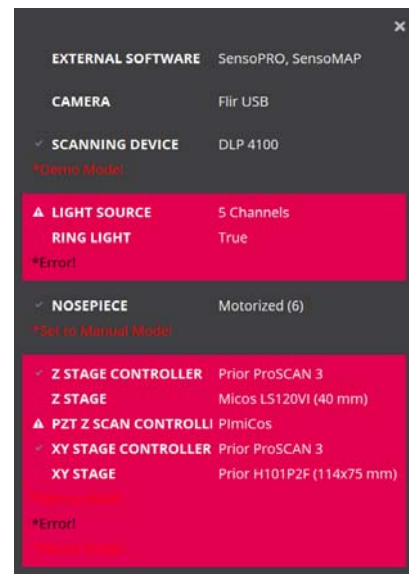 EXTERNAL SOFTWARE SensoPRO, SensoMAP
CAMERA Flir USB
SCANNING DEVICE DLP 4100
*Demo Mode!
LIGHT SOURCE 5 Channels
RING LIGHT True
*Error!
NOSEPIECE Motorized (6)
*Set to Manual Mode!
Z STAGE CONTROLLER Prior ProSCAN 3
Z STAGE Micos LS120VI (40 mm)
PZT Z SCAN CONTROLLI PImiCos
XY STAGE CONTROLLER Prior ProSCAN 3
XY STAGE Prior H101P2F (114x75 mm)
*Error!